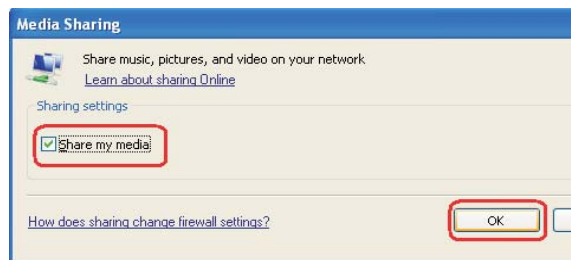 Media Sharing
Share music, pictures, and video on your network
Learn about sharing Online
Sharing settings
Share my media
How does sharing change firewall settings?
OK